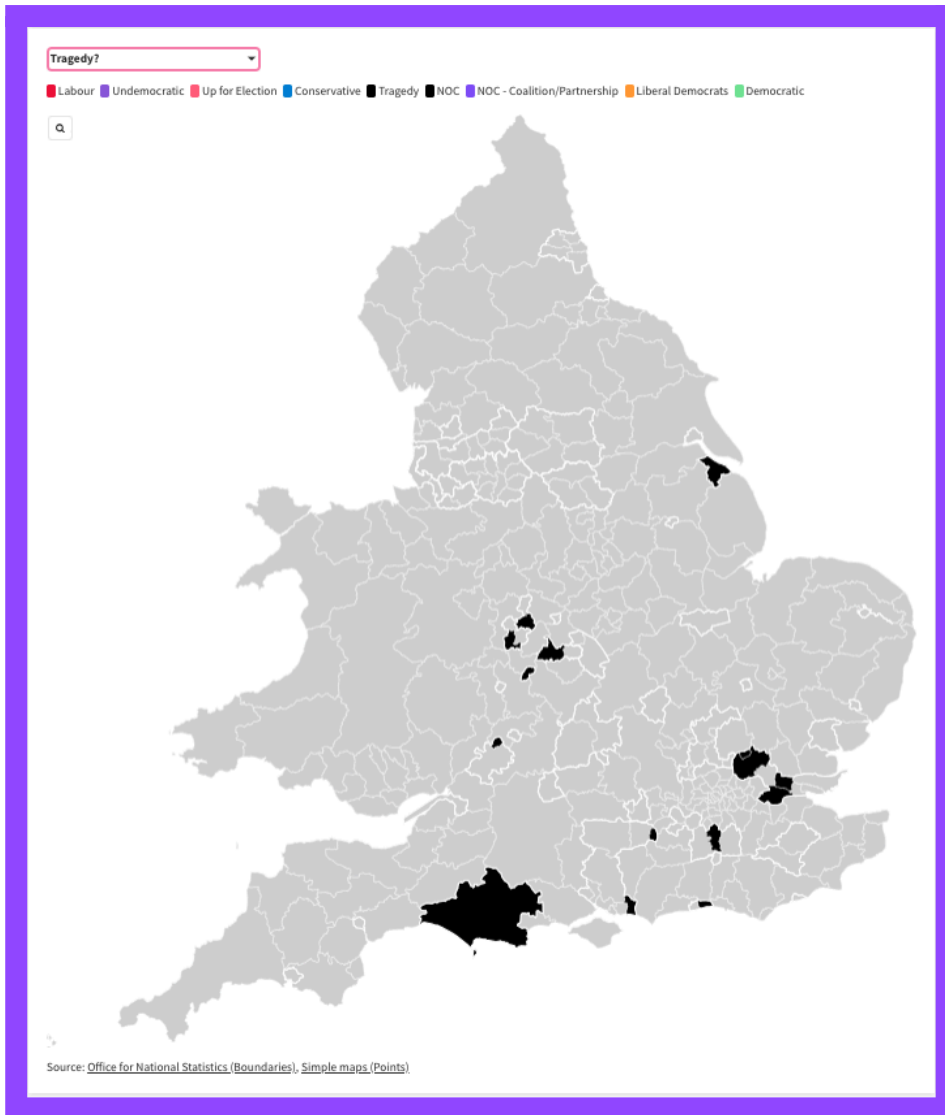 Tragedy?
Labour Undemocratic Up for Election Conservative Tragedy NOC NOC - Coalition/Partnership Liberal Democrats Democratic
Source: Office for National Statistics (Boundaries), Simple maps (Points)